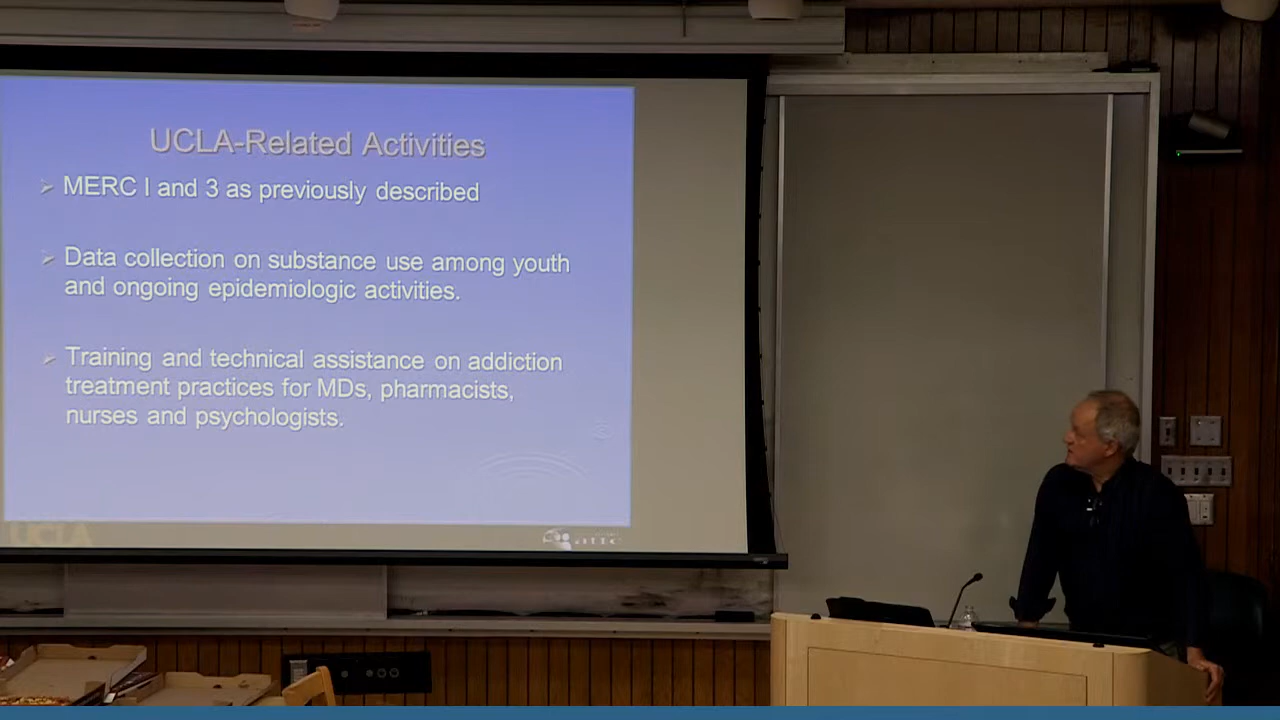 UCLA-Related Activities
MERC I and 3 as previously described
Data collection on substance use among youth
and ongoing epidemiologic activities.
Training and technical assistance on addiction
treatment practices for MDs, pharmacists,
nurses and psychologists.
UCLA
attc